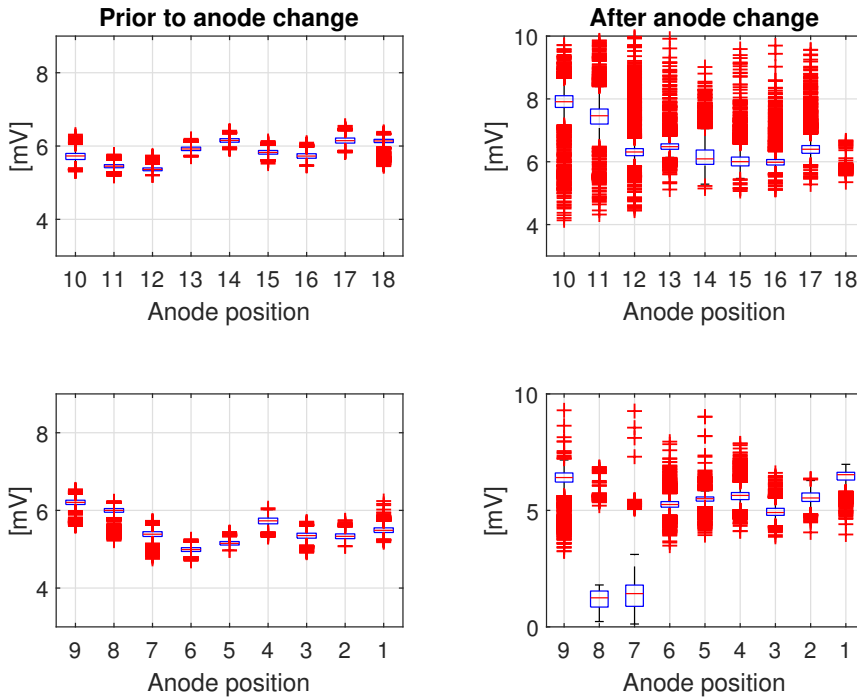 Prior to anode change
After anode change
[mV]
8
6
4
10 11 12 13 14 15 16 17 18
Anode position
[mV]
10
8
6
4
10 11 12 13 14 15 16 17 18
Anode position
[mV]
8
6
4
9 8 7 6 5 4 3 2 1
Anode position
[mV]
10
5
0
9 8 7 6 5 4 3 2 1
Anode position